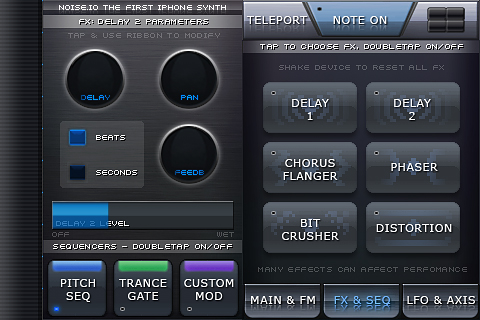 NOISE.IO THE FIRST IPHONE SYNTH
FX: DELAY 2 PARAMETERS
TAP & USE RIBBON TO MODIFY
DELAY
PAN
BEATS
SECONDS
FEEDB
DELAY 2 LEVEL
OFF
WET
SEQUENCERS - DOUBLETAP ON/OFF
PITCH
SEQ
TRANCE
GATE
CUSTOM
MOD
TELEPORT
NOTE ON
TAP TO CHOOSE FX. DOUBLETAP ON/OFF
SHAKE DEVICE TO RESET ALL FX
DELAY
1
DELAY
2
CHORUS
FLANGER
PHASER
BIT
CRUSHER
DISTORTION
MANY EFFECTS CAN AFFECT PERFOMANCE
MAIN & FM
FX & SEQ
LFO & AXIS